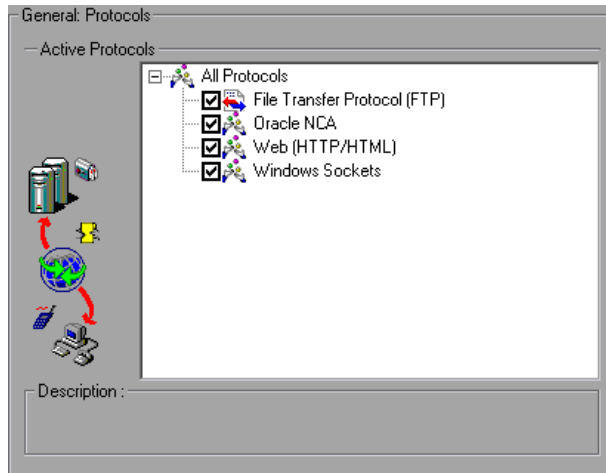 General: Protocols
Active Protocols
All Protocols
File Transfer Protocol (FTP)
Oracle NCA
Web (HTTP/HTML)
Windows Sockets
Description :